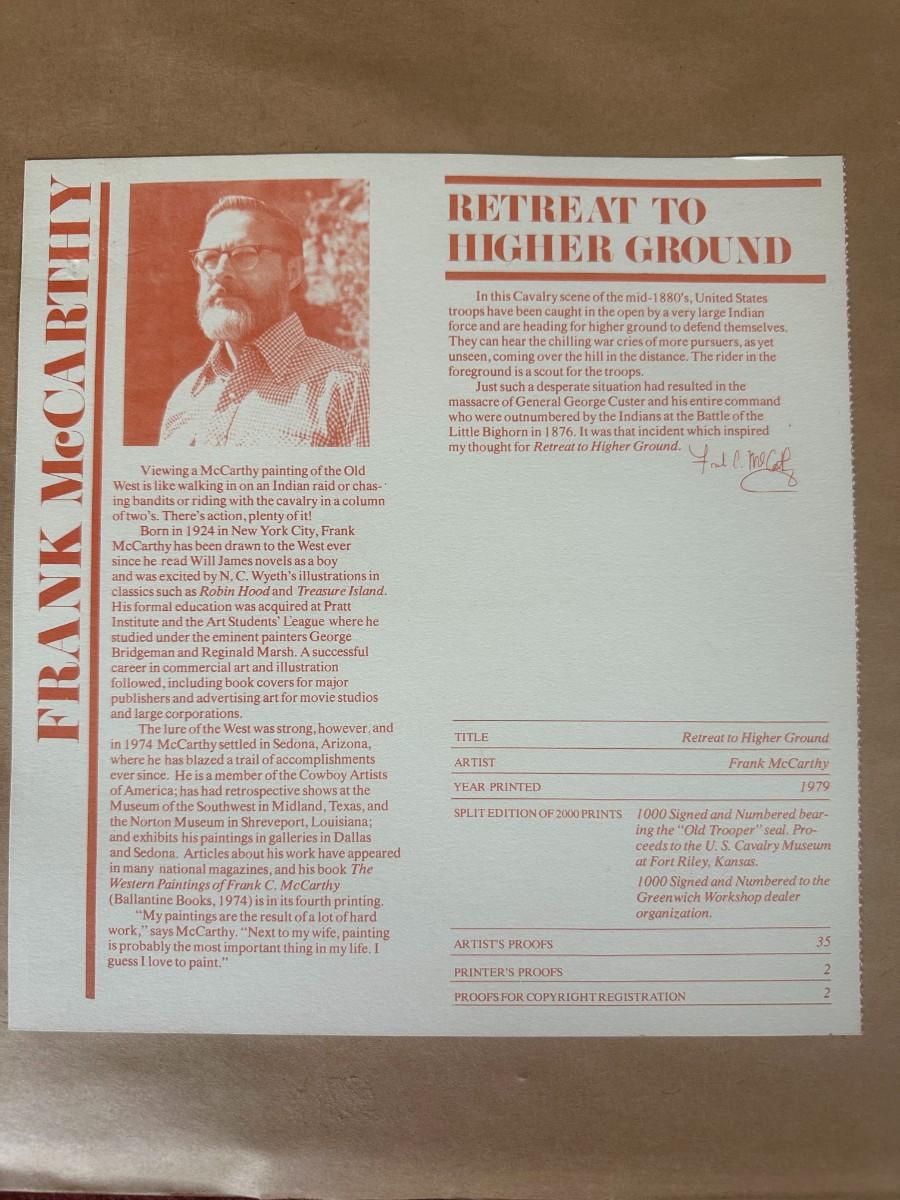 FRANK McCARTHY
Viewing a McCarthy painting of the Old
West is like walking in on an Indian raid or chas-
ing bandits or riding with the cavalry in a column
of two's. There's action, plenty of it!
Born in 1924 in New York City, Frank
McCarthy has been drawn to the West ever
since he read Will James novels as a boy
and was excited by N. C. Wyeth's illustrations in
classics such as Robin Hood and Treasure Island.
His formal education was acquired at Pratt
Institute and the Art Students' League where he
studied under the eminent painters George
Bridgeman and Reginald Marsh. A successful
career in commercial art and illustration
followed, including book covers for major
publishers and advertising art for movie studios
and large corporations.
The lure of the West was strong, however, and
in 1974 McCarthy settled in Sedona, Arizona,
where he has blazed a trail of accomplishments
ever since. He is a member of the Cowboy Artists
of America; has had retrospective shows at the
Museum of the Southwest in Midland, Texas, and
the Norton Museum in Shreveport, Louisiana;
and exhibits his paintings in galleries in Dallas
and Sedona. Articles about his work have appeared
in many national magazines, and his book The
Western Paintings of Frank C. McCarthy
(Ballantine Books, 1974) is in its fourth printing.
"My paintings are the result of a lot of hard
work," says McCarthy. "Next to my wife, painting
is probably the most important thing in my life. I
guess I love to paint."
RETREAT TO
HIGHER GROUND
In this Cavalry scene of the mid-1880's, United States
troops have been caught in the open by a very large Indian
force and are heading for higher ground to defend themselves.
They can hear the chilling war cries of more pursuers, as yet
unseen, coming over the hill in the distance. The rider in the
foreground is a scout for the troops.
Just such a desperate situation had resulted in the
massacre of General George Custer and his entire command
who were outnumbered by the Indians at the Battle of the
Little Bighorn in 1876. It was that incident which inspired
my thought for Retreat to Higher Ground.
Frank C. McCarthy
TITLE Retreat to Higher Ground
ARTIST Frank McCarthy
YEAR PRINTED 1979
SPLIT EDITION OF 2000 PRINTS 1000 Signed and Numbered bear-
ing the "Old Trooper" seal. Pro-
ceeds to the U. S. Cavalry Museum
at Fort Riley, Kansas.
1000 Signed and Numbered to the
Greenwich Workshop dealer
organization.
ARTIST'S PROOFS 35
PRINTER'S PROOFS 2
PROOFS FOR COPYRIGHT REGISTRATION 2